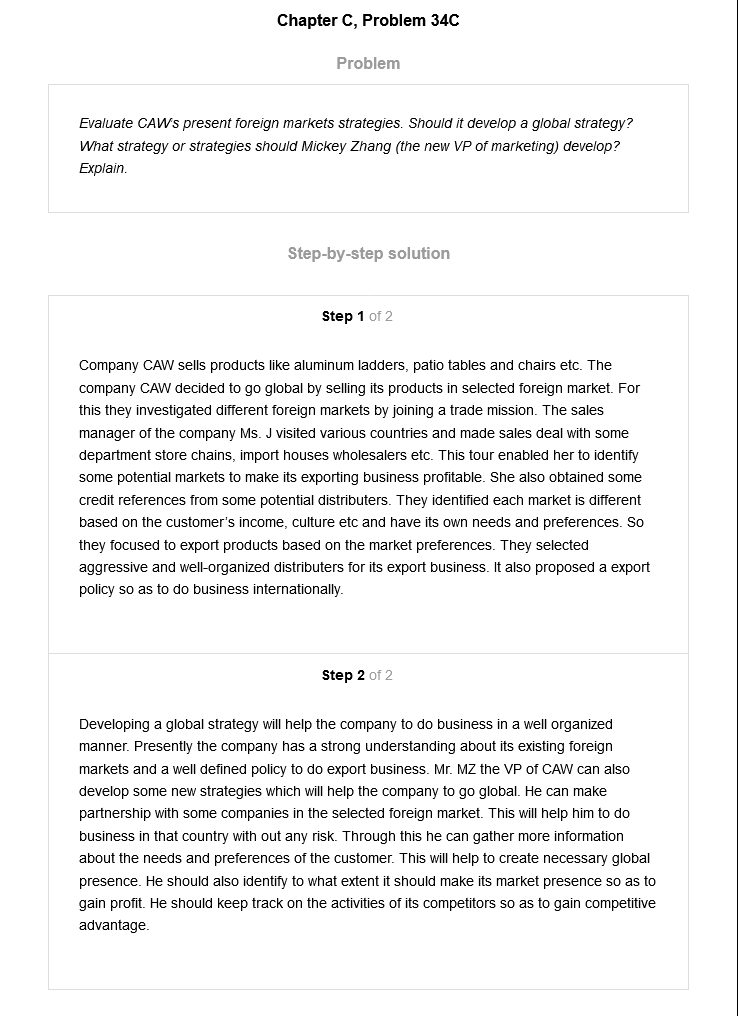 Chapter C, Problem 34C
Problem
Evaluate CAW's present foreign markets strategies. Should it develop a global strategy?
What strategy or strategies should Mickey Zhang (the new VP of marketing) develop?
Explain.
Step-by-step solution
Step 1 of 2
Company CAW sells products like aluminum ladders, patio tables and chairs etc. The
company CAW decided to go global by selling its products in selected foreign market. For
this they investigated different foreign markets by joining a trade mission. The sales
manager of the company Ms. J visited various countries and made sales deal with some
department store chains, import houses wholesalers etc. This tour enabled her to identify
some potential markets to make its exporting business profitable. She also obtained some
credit references from some potential distributers. They identified each market is different
based on the customer's income, culture etc and have its own needs and preferences. So
they focused to export products based on the market preferences. They selected
aggressive and well-organized distributers for its export business. It also proposed a export
policy so as to do business internationally.
Step 2 of 2
Developing a global strategy will help the company to do business in a well organized
manner. Presently the company has a strong understanding about its existing foreign
markets and a well defined policy to do export business. Mr. MZ the VP of CAW can also
develop some new strategies which will help the company to go global. He can make
partnership with some companies in the selected foreign market. This will help him to do
business in that country with out any risk. Through this he can gather more information
about the needs and preferences of the customer. This will help to create necessary global
presence. He should also identify to what extent it should make its market presence so as to
gain profit. He should keep track on the activities of its competitors so as to gain competitive
advantage.